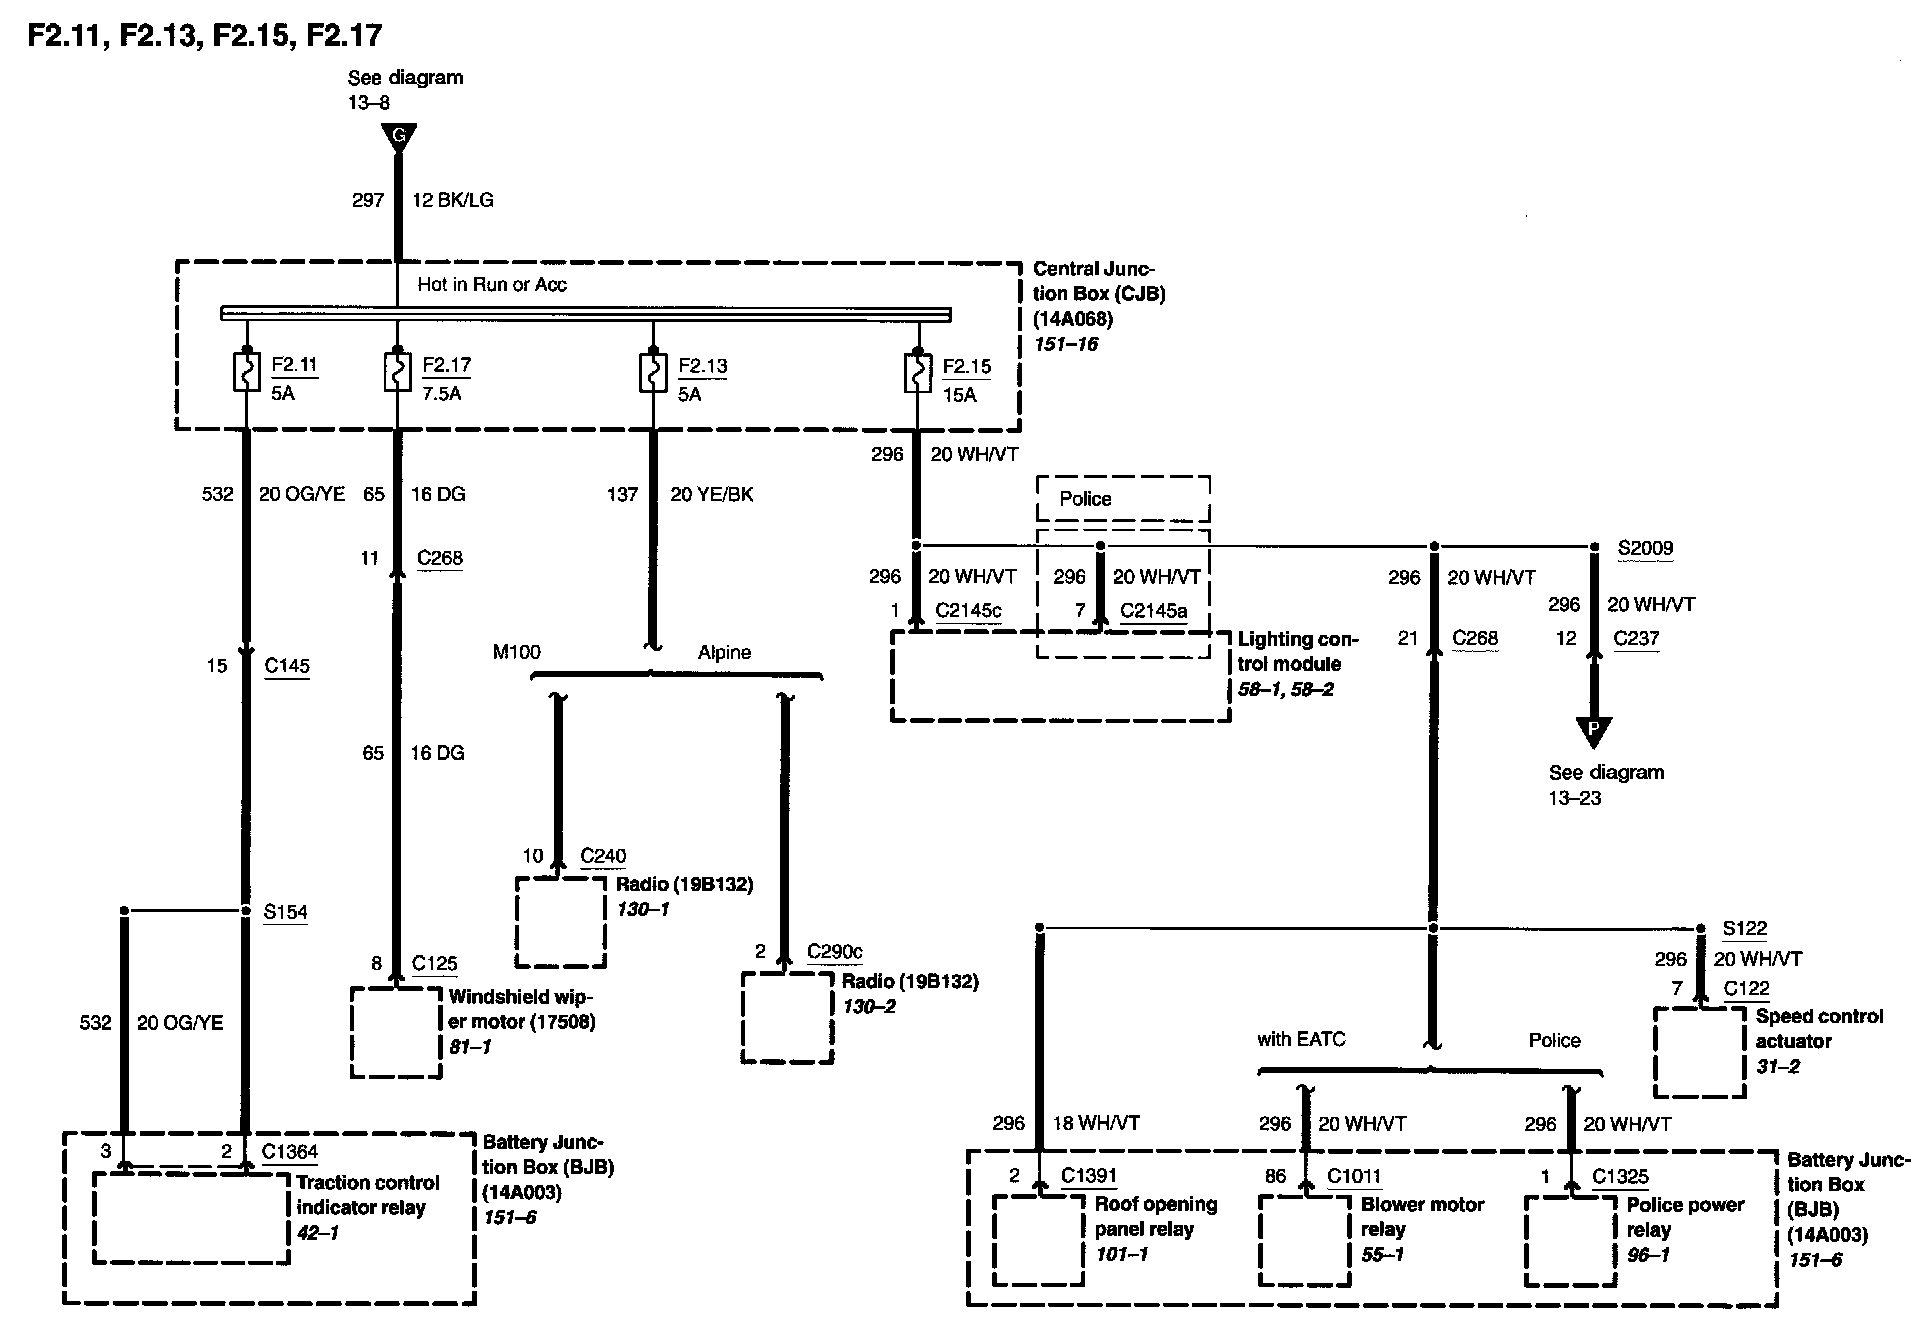 F2.11, F2.13, F2.15, F2.17
See diagram
13–8
G
297 12 BK/LG
Hot in Run or Acc
Central Junc-
tion Box (CJB)
(14A068)
151–16
F2.11
5A
F2.17
7.5A
F2.13
5A
F2.15
15A
296 20 WH/VT
532 20 OG/YE
65 16 DG
137 20 YE/BK
Police
11 C268
S2009
296 20 WH/VT
296 20 WH/VT
296 20 WH/VT
296 20 WH/VT
1 C2145c
7 C2145a
21 C268
12 C237
Lighting con-
trol module
58–1, 58–2
15 C145
M100
Alpine
P
See diagram
13–23
65 16 DG
10 C240
Radio (19B132)
130–1
S154
8 C125
Windshield wip-
er motor (17508)
81–1
2 C290c
Radio (19B132)
130–2
S122
296 20 WH/VT
7 C122
Speed control
actuator
31–2
532 20 OG/YE
with EATC
Police
296 18 WH/VT
296 20 WH/VT
296 20 WH/VT
3
2 C1364
Traction control
indicator relay
42–1
Battery Junc-
tion Box (BJB)
(14A003)
151–6
2 C1391
Roof opening
panel relay
101–1
86 C1011
Blower motor
relay
55–1
1 C1325
Police power
relay
96–1
Battery Junc-
tion Box
(BJB)
(14A003)
151–6